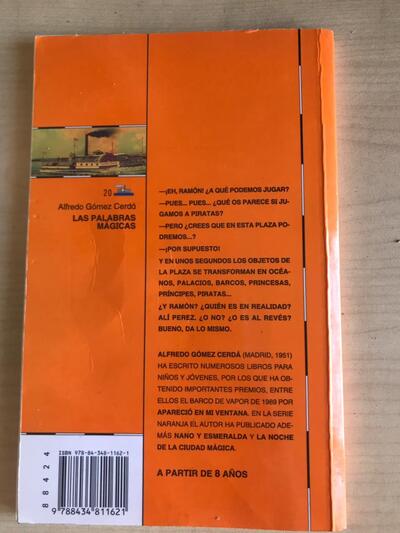 20
Alfredo Gómez Cerdá
LAS PALABRAS
MÁGICAS
—¡EH, RAMÓN! ¿A QUÉ PODEMOS JUGAR?
—PUES... PUES... ¿QUÉ OS PARECE SI JU-
GAMOS A PIRATAS?
—PERO ¿CREES QUE EN ESTA PLAZA PO-
DREMOS...?
—¡POR SUPUESTO!
Y EN UNOS SEGUNDOS LOS OBJETOS DE
LA PLAZA SE TRANSFORMAN EN OCÉA-
NOS, PALACIOS, BARCOS, PRINCESAS,
PRÍNCIPES, PIRATAS...
¿Y RAMÓN? ¿QUIÉN ES EN REALIDAD?
ALÍ PEREZ. ¿O NO? ¿O ES AL REVÉS?
BUENO, DA LO MISMO.
ALFREDO GÓMEZ CERDÁ (MADRID, 1951)
HA ESCRITO NUMEROSOS LIBROS PARA
NIÑOS Y JÓVENES, POR LOS QUE HA OB-
TENIDO IMPORTANTES PREMIOS, ENTRE
ELLOS EL BARCO DE VAPOR DE 1989 POR
APARECIÓ EN MI VENTANA. EN LA SERIE
NARANJA EL AUTOR HA PUBLICADO ADE-
MÁS NANO Y ESMERALDA Y LA NOCHE
DE LA CIUDAD MÁGICA.
A PARTIR DE 8 AÑOS
ISBN 978-84-348-1162-1
88424
9 788434 811621